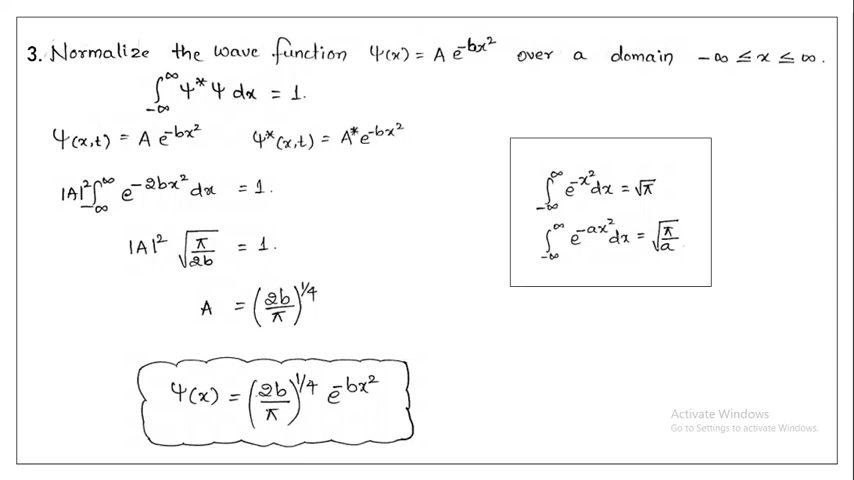 3. Normalize the wave function Ψ(x) = A e^{-bx²} over a domain -∞ ≤ x ≤ ∞.
∫_{-∞}^{∞} Ψ* Ψ dx = 1.
Ψ(x,t) = A e^{-bx²} Ψ*(x,t) = A* e^{-bx²}
|A|² ∫_{-∞}^{∞} e^{-2bx²} dx = 1.
|A|² √(π/2b) = 1.
A = (2b/π)^{1/4}
Ψ(x) = (2b/π)^{1/4} e^{-bx²}
∫_{-∞}^{∞} e^{-x²} dx = √π
∫_{-∞}^{∞} e^{-ax²} dx = √(π/a)
Activate Windows
Go to Settings to activate Windows.